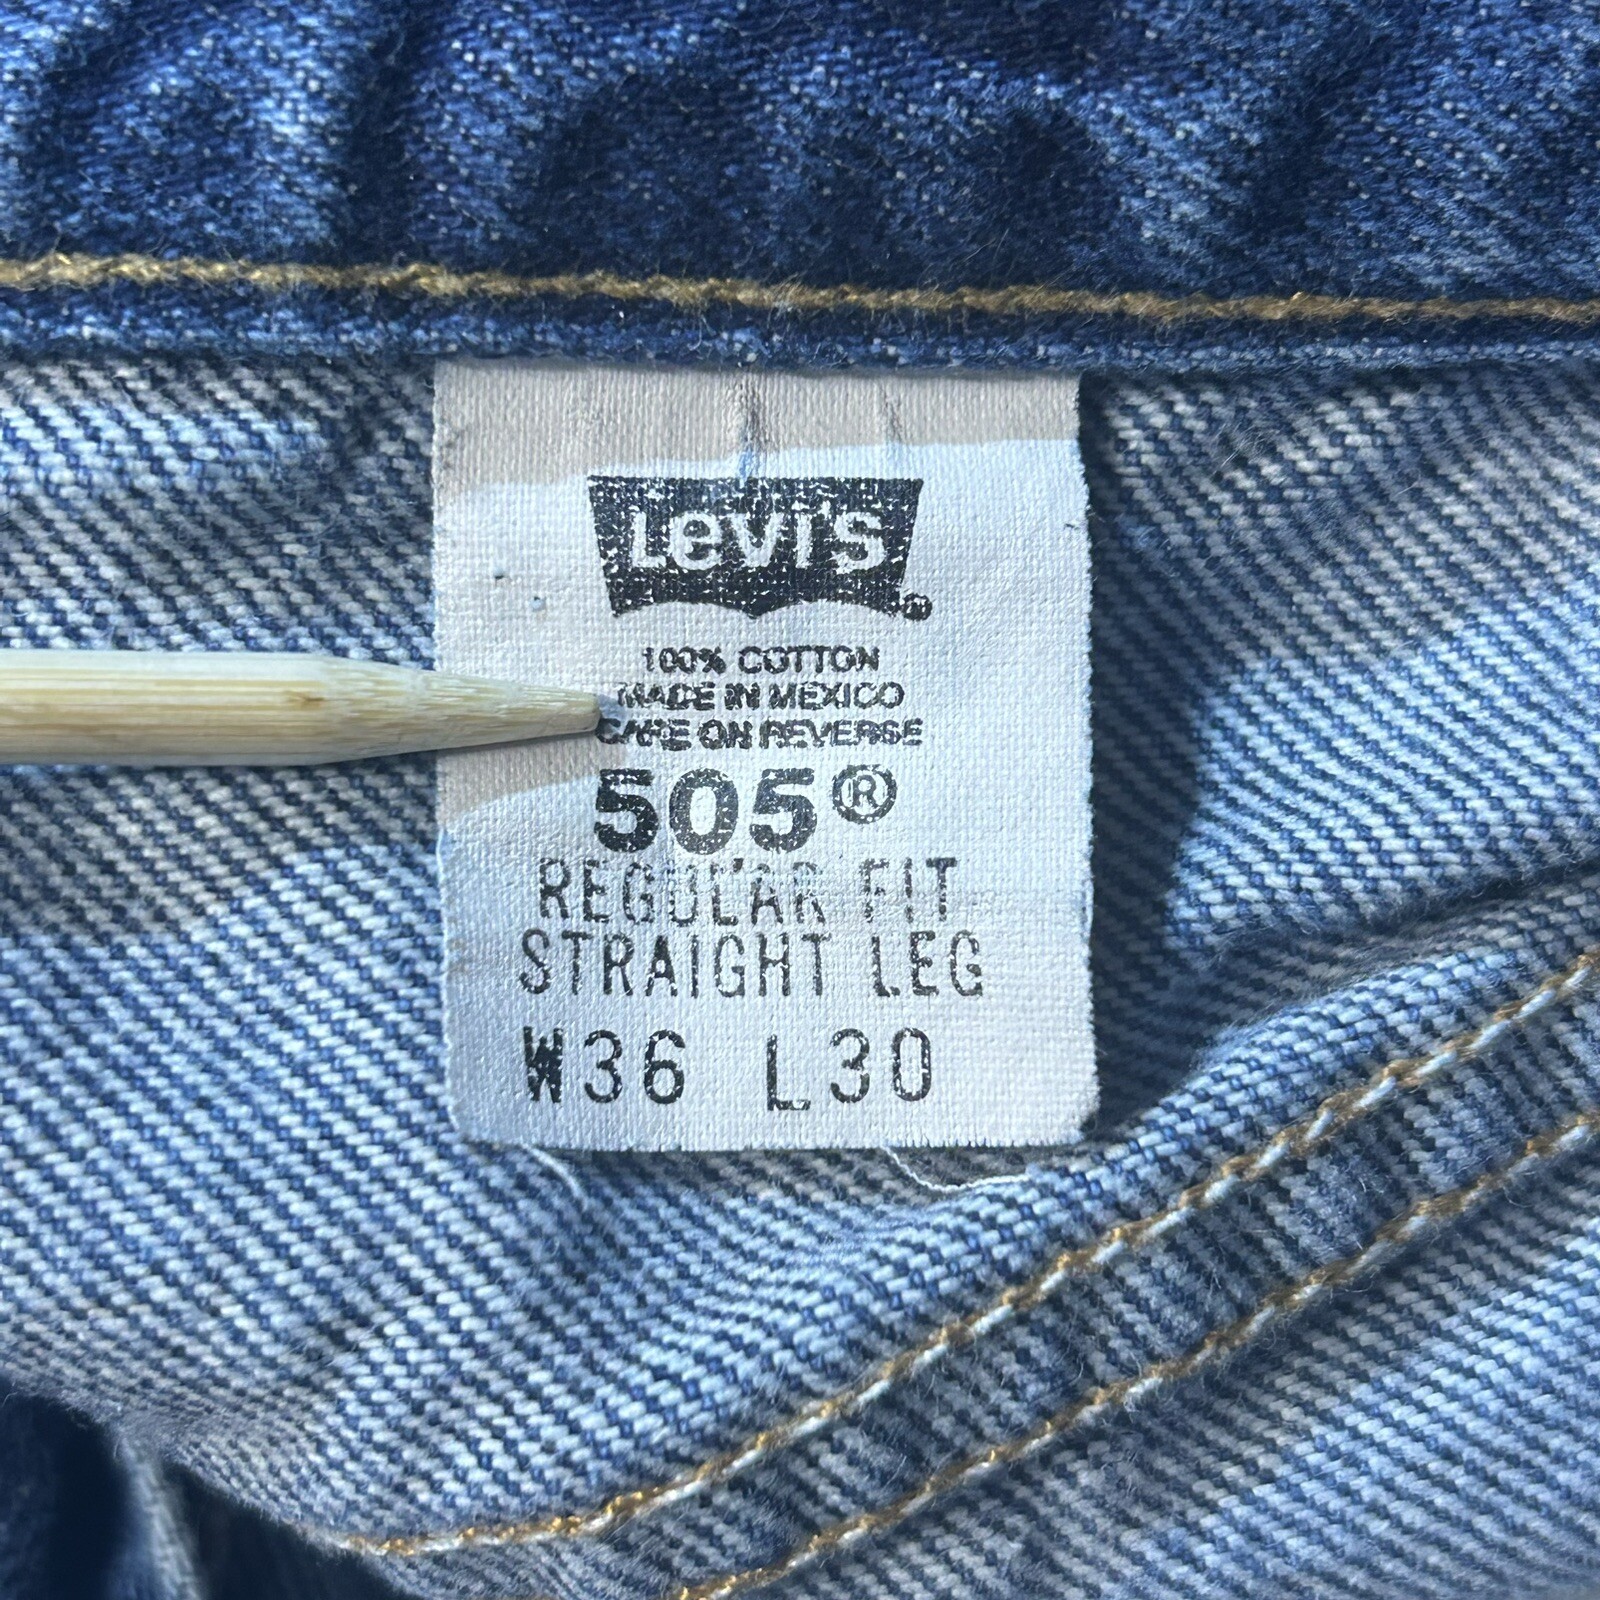 Levi's®
100% COTTON
MADE IN MEXICO
CARE ON REVERSE
505®
REGULAR FIT
STRAIGHT LEG
W36 L30